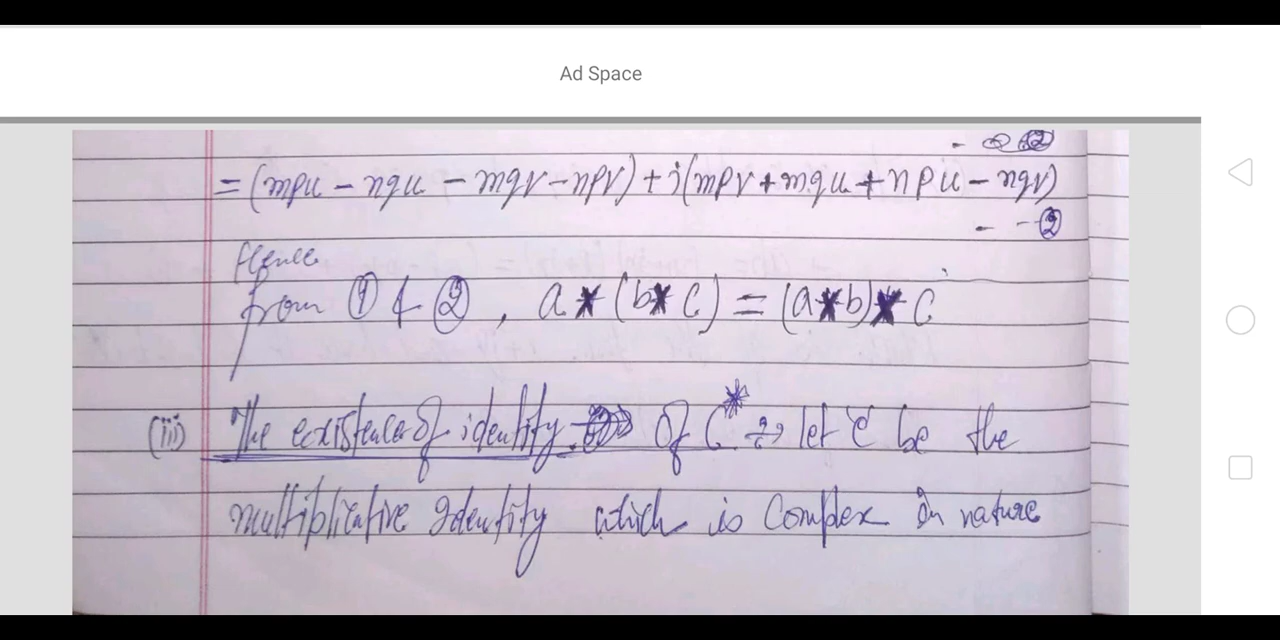 Ad Space
- - ②
= (mpu - nqu - mqv - npv) + i(mpv + mqu + npu - nqv)
- - ②
Hence
from ① & ②, a * (b * c) = (a * b) * c
(iii) The existence of identity of C* :-, let 'e' be the
multiplicative Identity which is Complex In nature